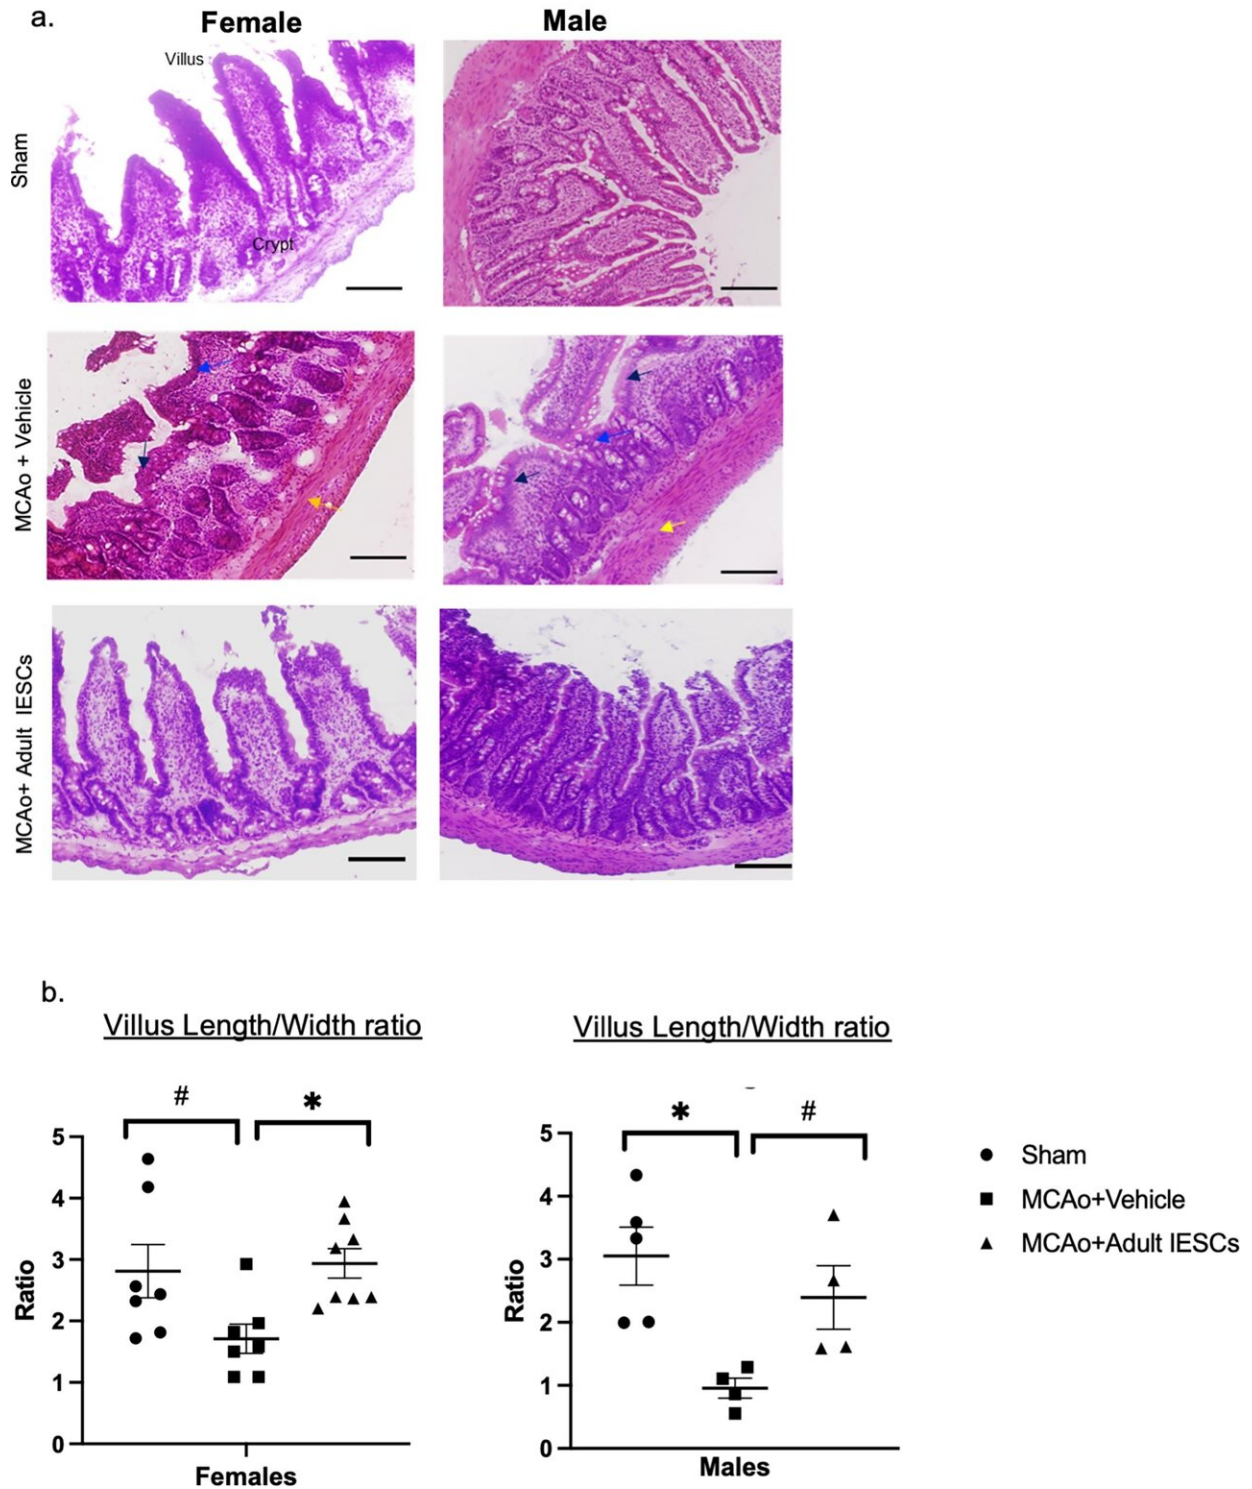 a.
Female
Male
Villus
Crypt
Sham
MCAo + Vehicle
MCAo+ Adult IESCs
b.
Villus Length/Width ratio
#
*
5
4
3
2
1
0
Ratio
Females
Villus Length/Width ratio
*
#
5
4
3
2
1
0
Ratio
Males
Sham
MCAo+Vehicle
MCAo+Adult IESCs